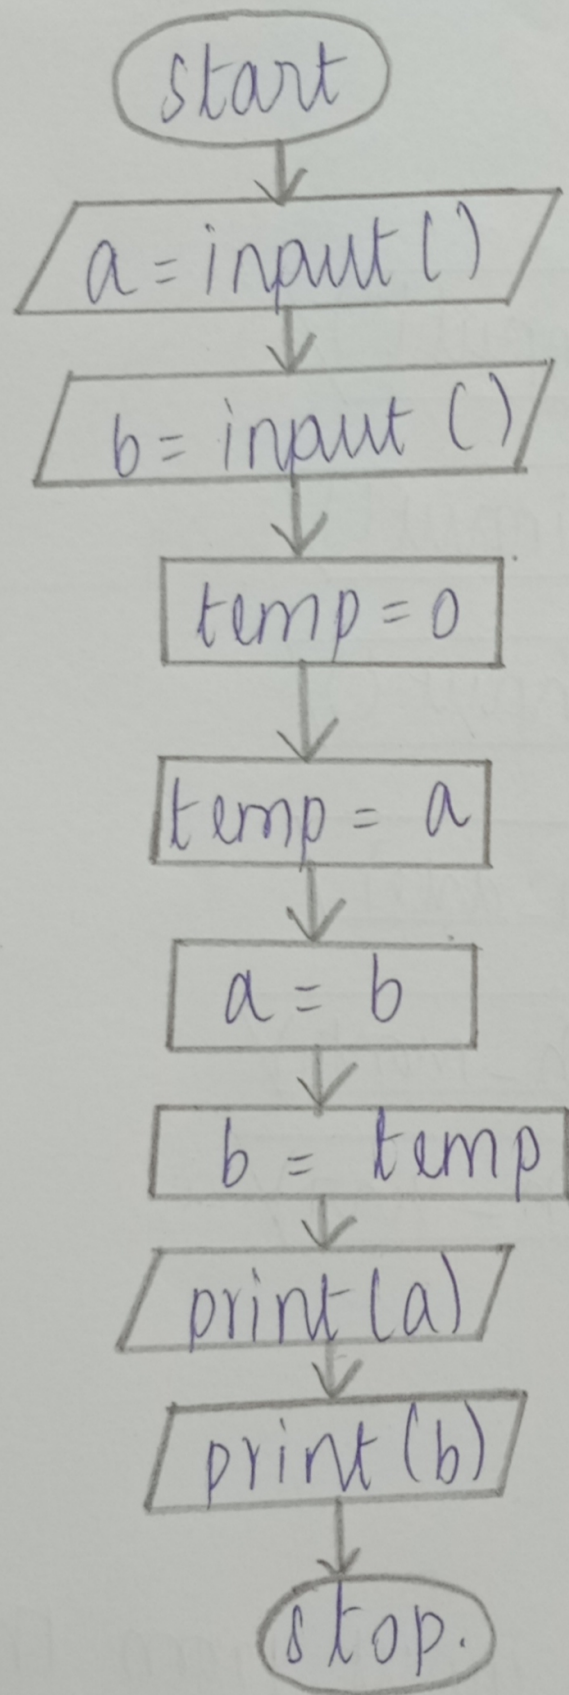 start
a = input ( )
b = input ( )
temp = 0
temp = a
a = b
b = temp
print (a)
print (b)
stop.